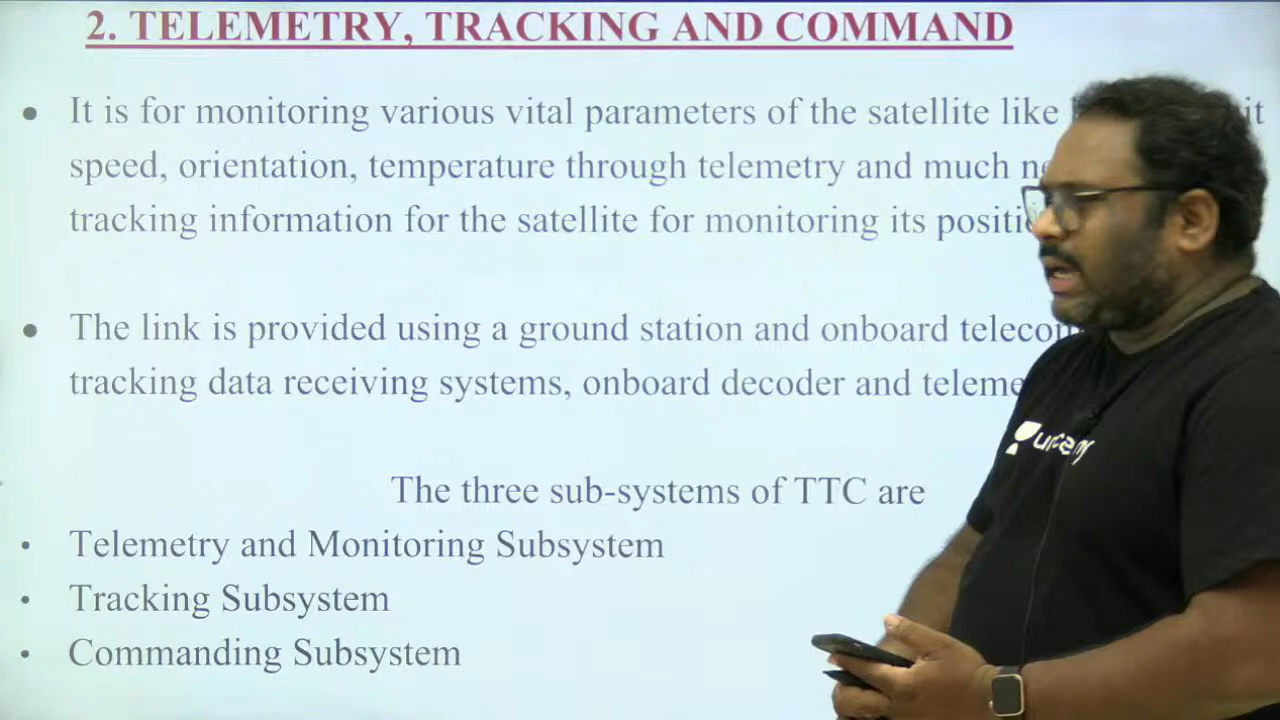 2. TELEMETRY, TRACKING AND COMMAND
• It is for monitoring various vital parameters of the satellite like
speed, orientation, temperature through telemetry and much
tracking information for the satellite for monitoring its
• The link is provided using a ground station and onboard
tracking data receiving systems, onboard decoder and
The three sub-systems of TTC are
• Telemetry and Monitoring Subsystem
• Tracking Subsystem
• Commanding Subsystem